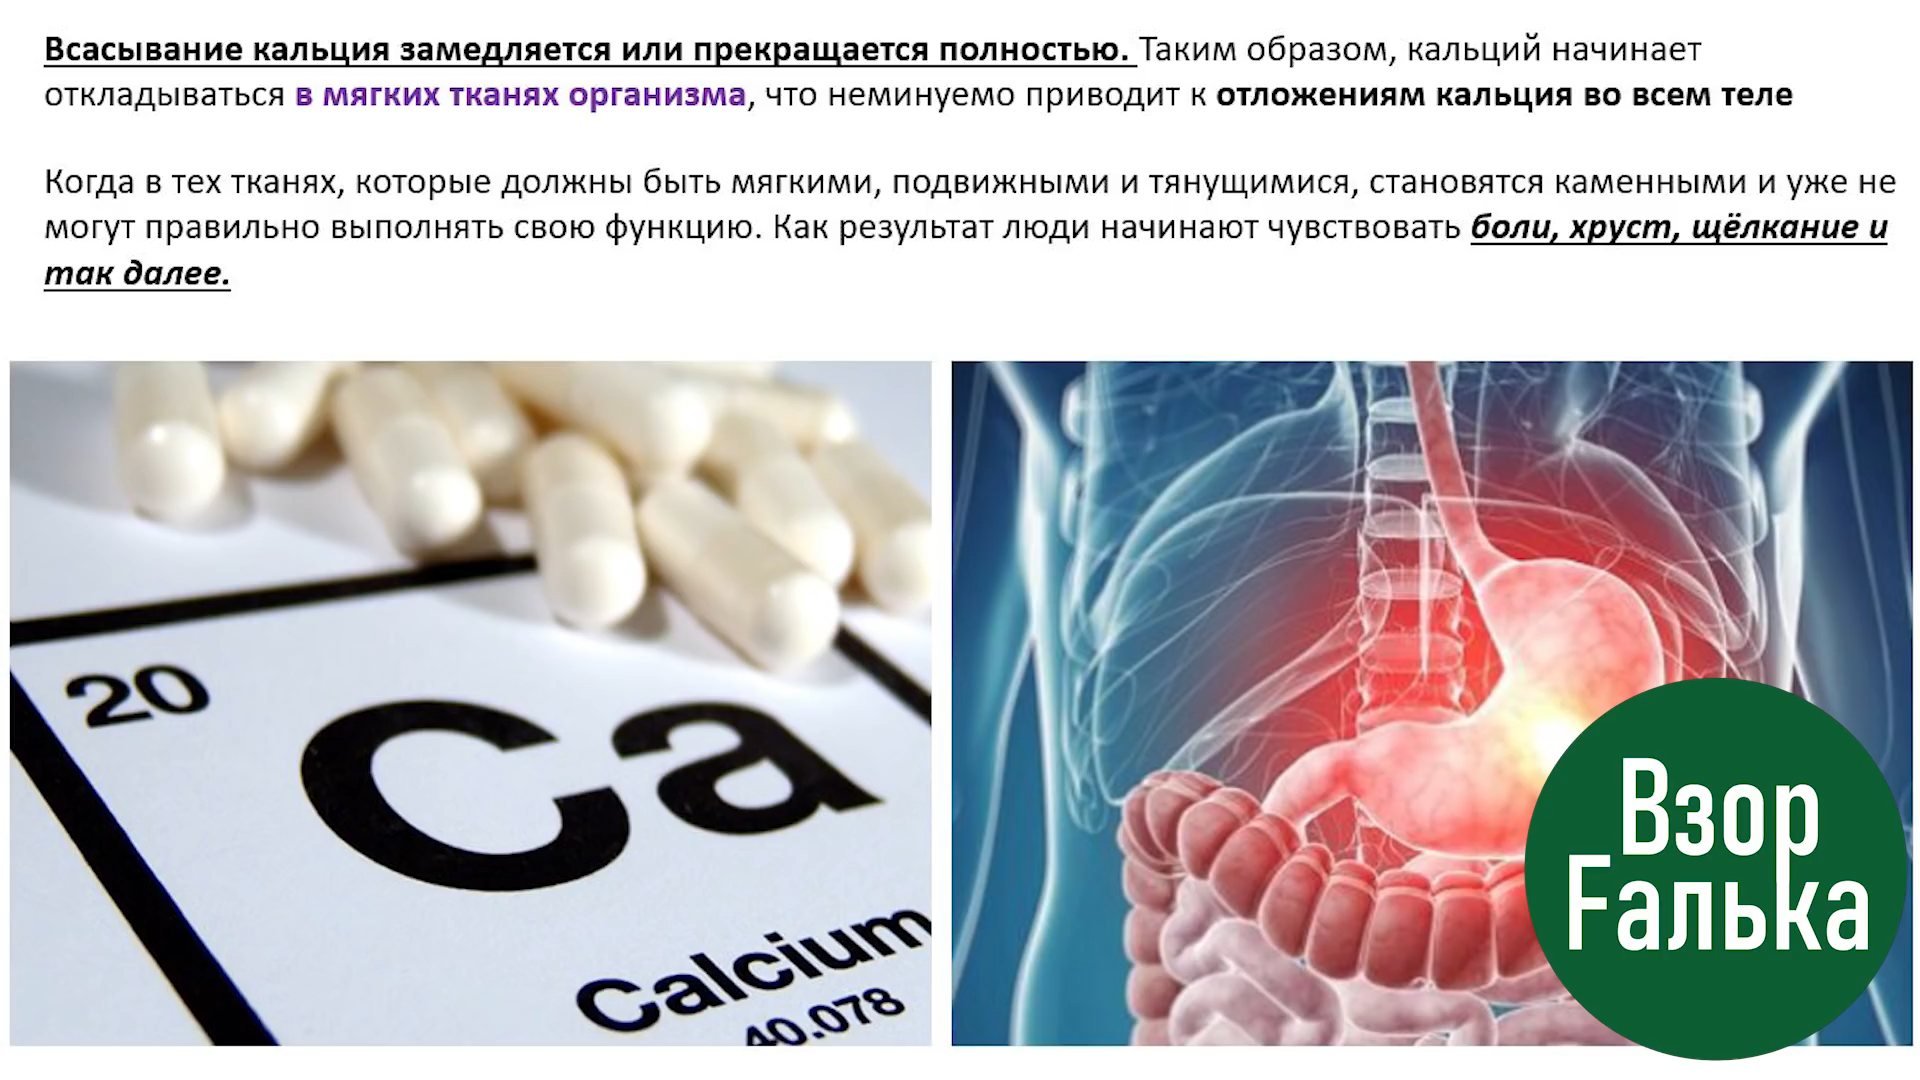 Всасывание кальция замедляется или прекращается полностью. Таким образом, кальций начинает
откладываться в мягких тканях организма, что неминуемо приводит к отложениям кальция во всем теле
Когда в тех тканях, которые должны быть мягкими, подвижными и тянущимися, становятся каменными и уже не
могут правильно выполнять свою функцию. Как результат люди начинают чувствовать боли, хруст, щёлкание и
так далее.
20
Ca
Calcium
40.078
Взор
Fалька